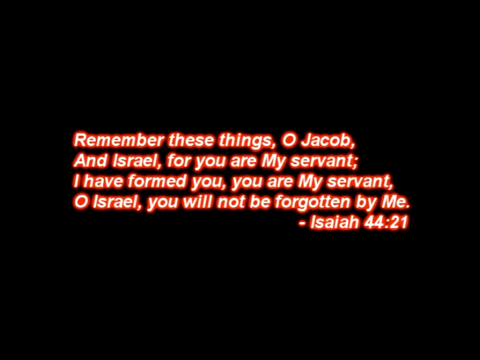 Remember these things, O Jacob,
And Israel, for you are My servant;
I have formed you, you are My servant,
O Israel, you will not be forgotten by Me.
- Isaiah 44:21